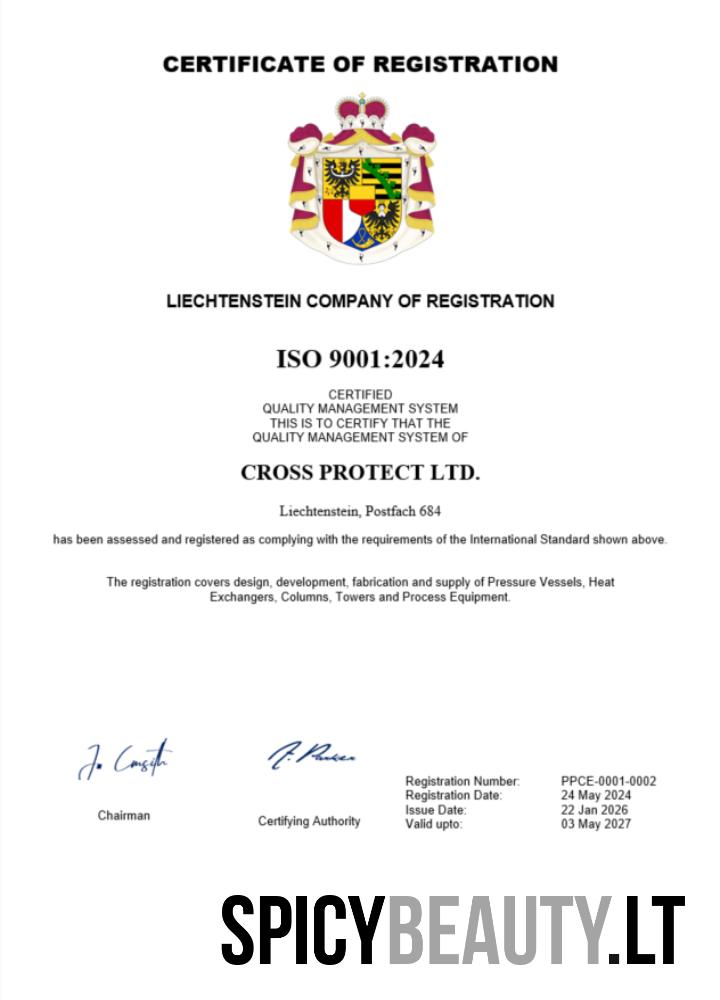 CERTIFICATE OF REGISTRATION
LIECHTENSTEIN COMPANY OF REGISTRATION
ISO 9001:2024
CERTIFIED
QUALITY MANAGEMENT SYSTEM
THIS IS TO CERTIFY THAT THE
QUALITY MANAGEMENT SYSTEM OF
CROSS PROTECT LTD.
Liechtenstein, Postfach 684
has been assessed and registered as complying with the requirements of the International Standard shown above.
The registration covers design, development, fabrication and supply of Pressure Vessels, Heat
Exchangers, Columns, Towers and Process Equipment.
Chairman
Certifying Authority
Registration Number: PPCE-0001-0002
Registration Date: 24 May 2024
Issue Date: 22 Jan 2026
Valid upto: 03 May 2027
SPICYBEAUTY.LT